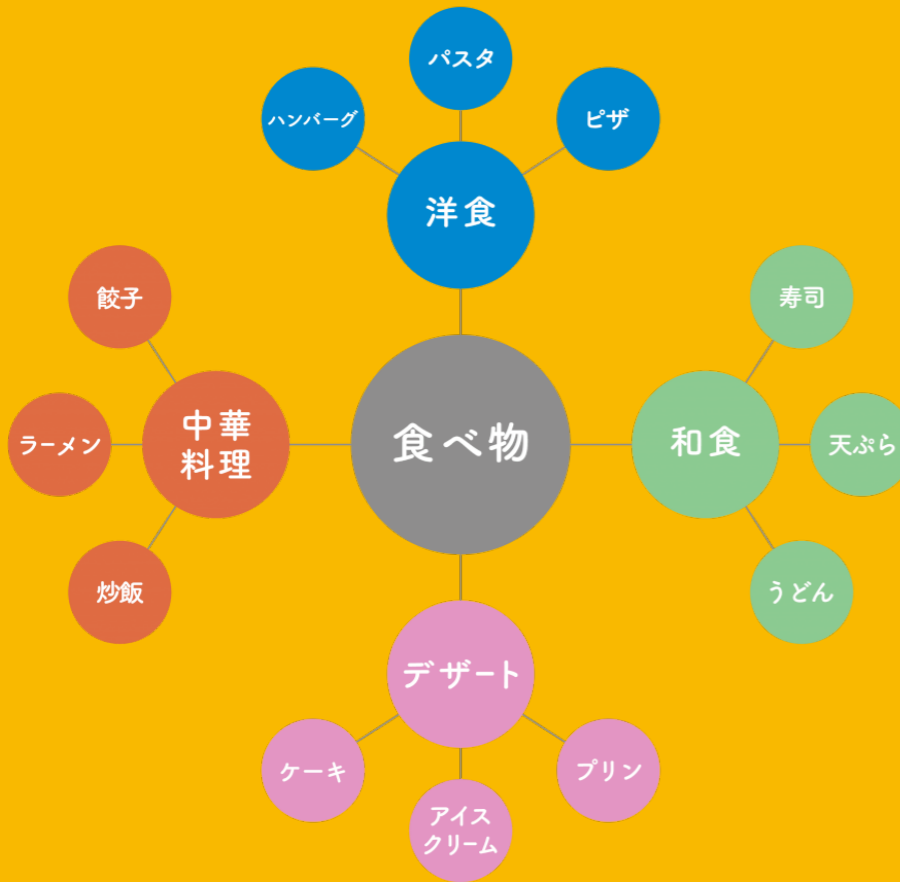 パスタ
ハンバーグ
ピザ
洋食
餃子
ラーメン
炒飯
中華
料理
食べ物
和食
寿司
天ぷら
うどん
デザート
ケーキ
アイス
クリーム
プリン